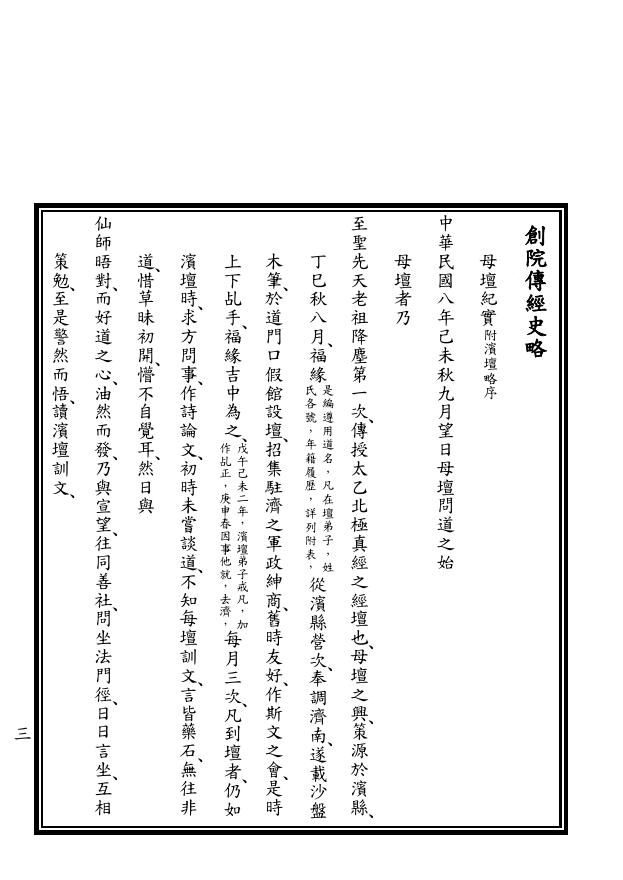 創院傳經史略
母壇紀實附濱壇略序
中華民國八年己未秋九月望日母壇問道之始
母壇者乃
至聖先天老祖降塵第一次、傳授太乙北極真經之經壇也、母壇之興、策源於濱縣、
丁巳秋八月、福緣是編遵用道名，凡在壇弟子，姓氏各號，年籍履歷，詳列附表，從濱縣營次、奉調濟南、遂載沙盤
木筆、於道門口假館設壇、招集駐濟之軍政紳商、舊時友好、作斯文之會、是時
上下乩手、福緣吉中為之、戊午己未二年，濱壇弟子戒凡，加作乩正，庚申春因事他就，去濟，每月三次、凡到壇者、仍如
濱壇時、求方問事、作詩論文、初時未嘗談道、不知每壇訓文、言皆藥石、無往非
道、惜草昧初開、懵不自覺耳、然日與
仙師晤對、而好道之心、油然而發、乃與宣望、往同善社、問坐法門徑、日日言坐、互相
策勉、至是警然而悟、讀濱壇訓文、
三